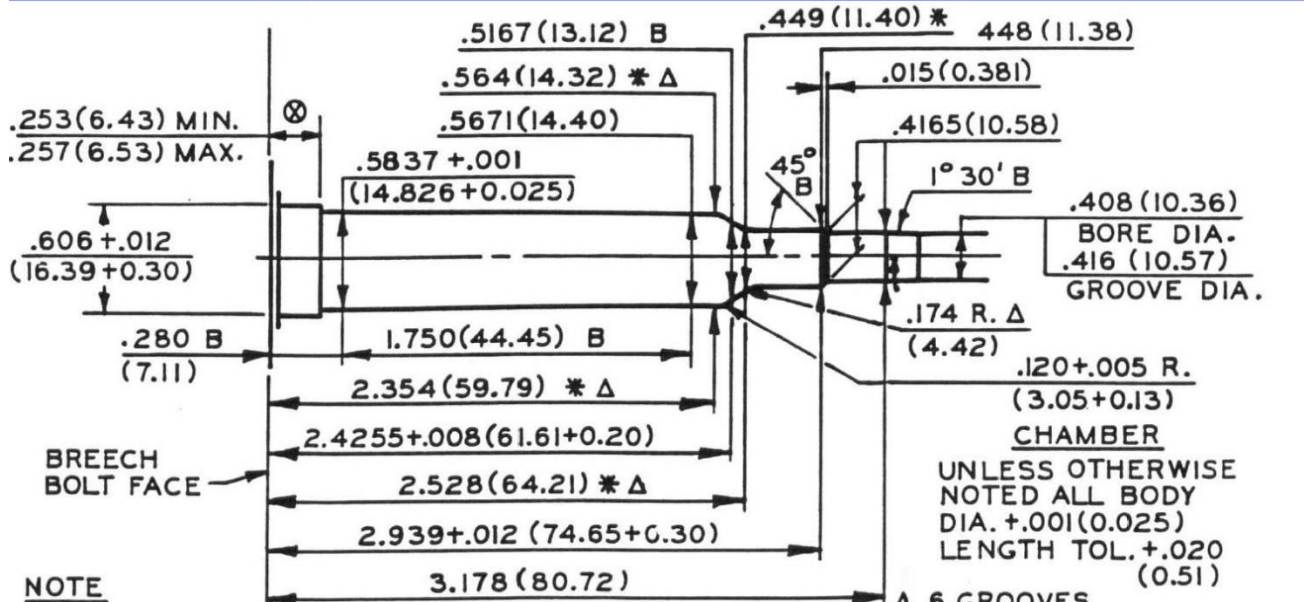 .5167(13.12) B
.449(11.40) *
448(11.38)
.564(14.32) * Δ
.015(0.381)
.253(6.43) MIN.
.257(6.53) MAX.
⊗
.5671(14.40)
.4165(10.58)
.5837 +.001
(14.826+0.025)
45°
B
1° 30' B
.606 +.012
(16.39+0.30)
.408 (10.36)
BORE DIA.
.416 (10.57)
GROOVE DIA.
.280 B
(7.11)
1.750(44.45) B
.174 R. Δ
(4.42)
2.354 (59.79) * Δ
.120+.005 R.
(3.05+0.13)
2.4255+.008(61.61+0.20)
BREECH
BOLT FACE
2.528(64.21) * Δ
CHAMBER
UNLESS OTHERWISE
NOTED ALL BODY
DIA. +.001(0.025)
LENGTH TOL. +.020
(0.51)
2.939+.012 (74.65+0.30)
NOTE
3.178(80.72)
6 GROOVES